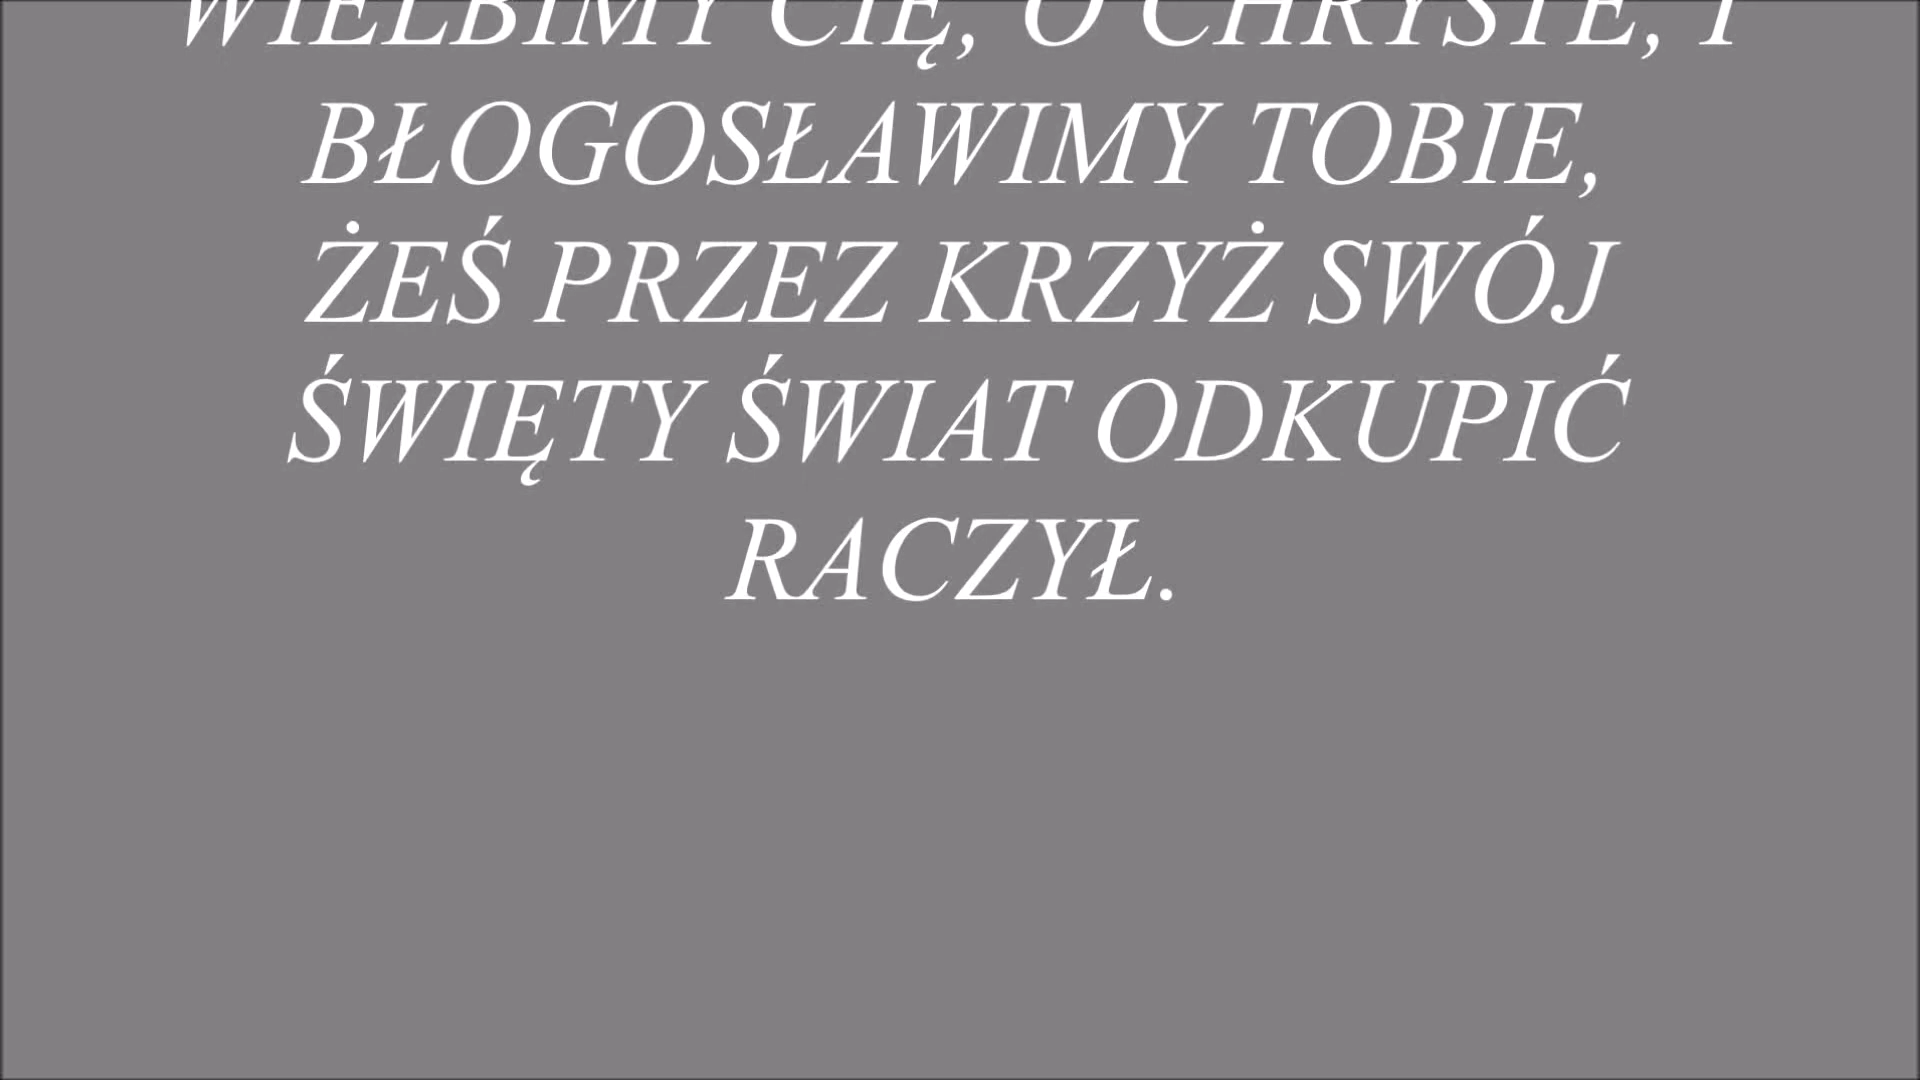 WIELBIMY CIĘ, O CHRYSTE, I
BŁOGOSŁAWIMY TOBIE,
ŻEŚ PRZEZ KRZYŻ SWÓJ
ŚWIĘTY ŚWIAT ODKUPIĆ
RACZYŁ.